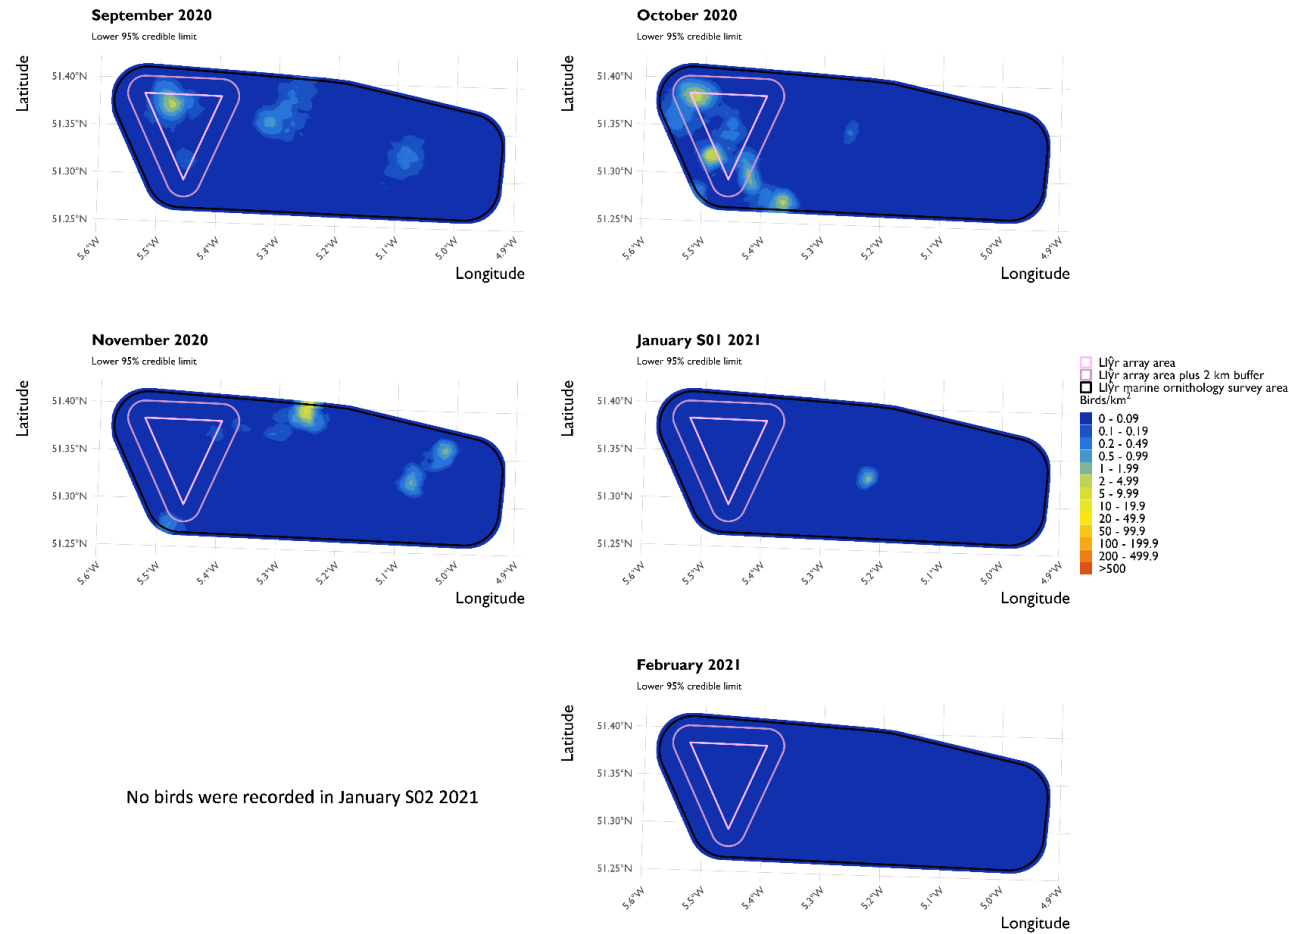 September 2020
Lower 95% credible limit
Latitude
51.40°N
51.35°N
51.30°N
51.25°N
5.6°W
5.5°W
5.4°W
5.3°W
5.2°W
5.1°W
5.0°W
4.9°W
Longitude
October 2020
Lower 95% credible limit
Latitude
51.40°N
51.35°N
51.30°N
51.25°N
5.6°W
5.5°W
5.4°W
5.3°W
5.2°W
5.1°W
5.0°W
4.9°W
Longitude
November 2020
Lower 95% credible limit
Latitude
51.40°N
51.35°N
51.30°N
51.25°N
5.6°W
5.5°W
5.4°W
5.3°W
5.2°W
5.1°W
5.0°W
4.9°W
Longitude
January S01 2021
Lower 95% credible limit
Latitude
51.40°N
51.35°N
51.30°N
51.25°N
5.6°W
5.5°W
5.4°W
5.3°W
5.2°W
5.1°W
5.0°W
4.9°W
Longitude
Llŷr array area
Llŷr array area plus 2 km buffer
Llŷr marine ornithology survey area
Birds/km²
0 - 0.09
0.1 - 0.19
0.2 - 0.49
0.5 - 0.99
1 - 1.99
2 - 4.99
5 - 9.99
10 - 19.9
20 - 49.9
50 - 99.9
100 - 199.9
200 - 499.9
>500
No birds were recorded in January S02 2021
February 2021
Lower 95% credible limit
Latitude
51.40°N
51.35°N
51.30°N
51.25°N
5.6°W
5.5°W
5.4°W
5.3°W
5.2°W
5.1°W
5.0°W
4.9°W
Longitude